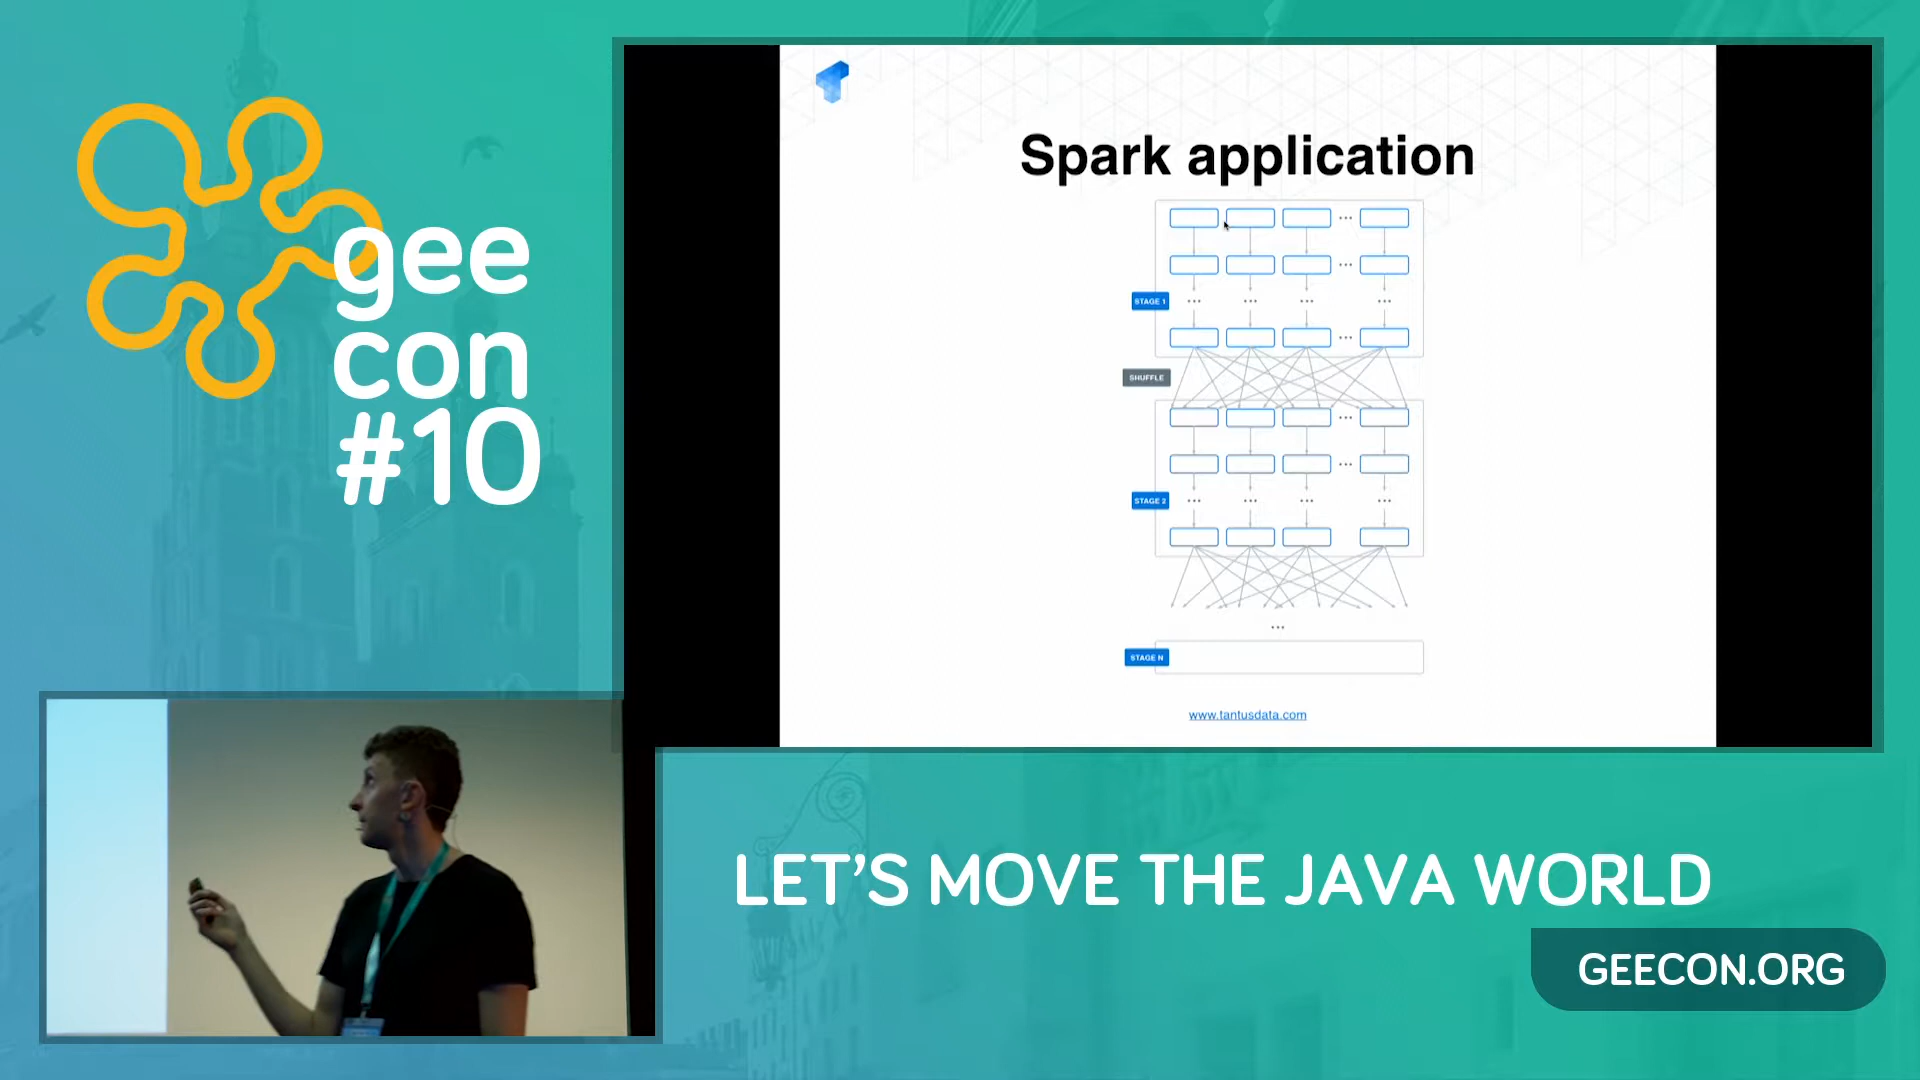 gee
con
#10
Spark application
STAGE 1
SHUFFLE
STAGE 2
STAGE N
www.tantusdata.com
LET'S MOVE THE JAVA WORLD
GEECON.ORG